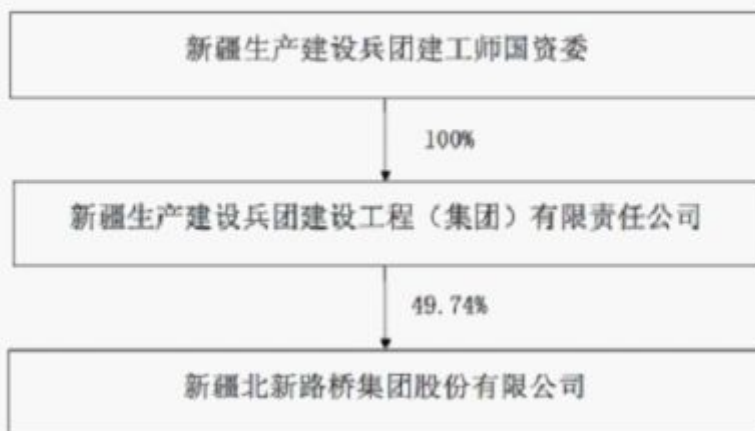 新疆生产建设兵团建工师国资委
100%
新疆生产建设兵团建设工程（集团）有限责任公司
49.74%
新疆北新路桥集团股份有限公司